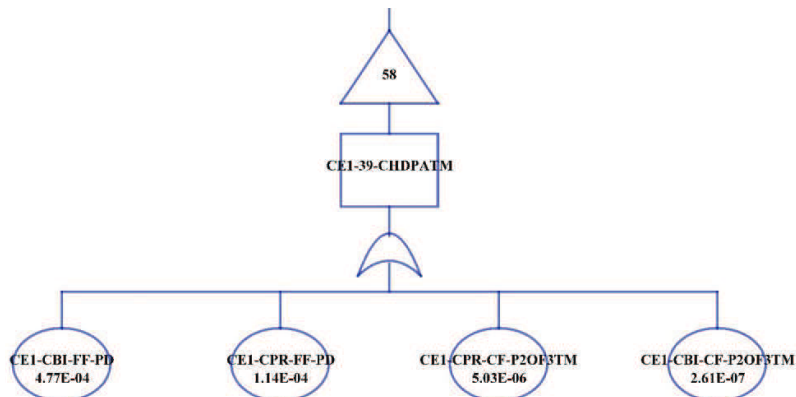 58
CE1-39-CHDPATM
CE1-CBI-FF-PD
4.77E-04
CE1-CPR-FF-PD
1.14E-04
CE1-CPR-CF-P2OF3TM
5.03E-06
CE1-CBI-CF-P2OF3TM
2.61E-07